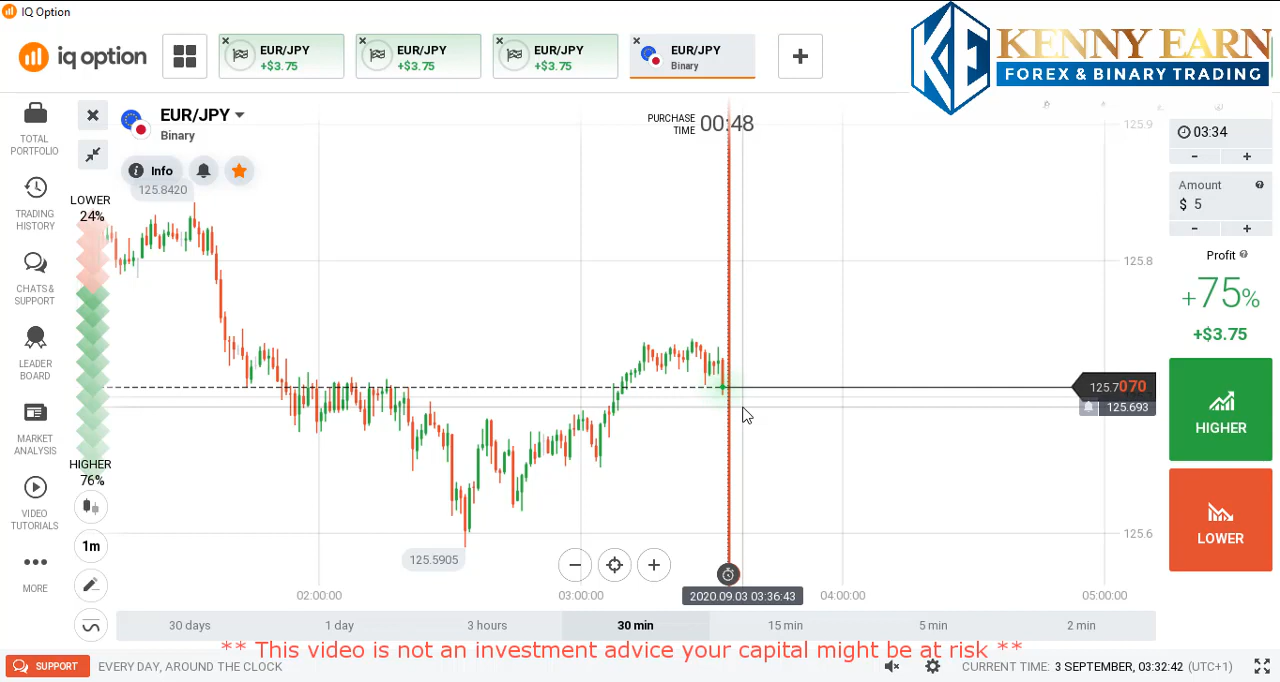 IQ Option
iq option
EUR/JPY
+$3.75
EUR/JPY
+$3.75
EUR/JPY
+$3.75
EUR/JPY
Binary
KE
KENNY EARN
FOREX & BINARY TRADING
TOTAL
PORTFOLIO
TRADING
HISTORY
CHATS &
SUPPORT
LEADER
BOARD
MARKET
ANALYSIS
VIDEO
TUTORIALS
MORE
EUR/JPY
Binary
Info
125.8420
LOWER
24%
HIGHER
76%
1m
PURCHASE
TIME
00:48
125.9
125.8
125.7070
125.693
125.6
125.5905
2020.09.03 03:36:43
02:00:00
03:00:00
04:00:00
05:00:00
30 days
1 day
3 hours
30 min
15 min
5 min
2 min
03:34
- +
Amount
$ 5
- +
Profit
+75%
+$3.75
HIGHER
LOWER
** This video is not an investment advice your capital might be at risk **
SUPPORT
EVERY DAY, AROUND THE CLOCK
CURRENT TIME: 3 SEPTEMBER, 03:32:42 (UTC+1)